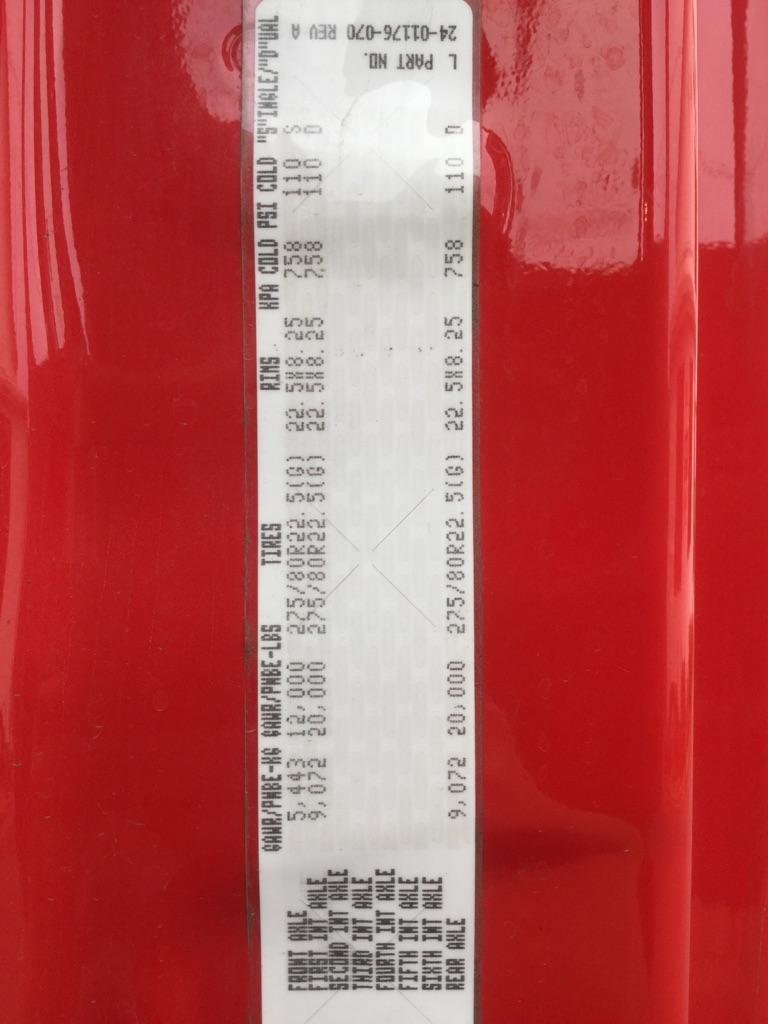 GAWR/PNBE-KG GAWR/PNBE-LBS TIRES RIMS KPA COLD PSI COLD "S"INGLE/"D"UAL
FRONT AXLE 5,443 12,000 275/80R22.5(G) 22.5X8.25 758 110 S
FIRST INT AXLE 9,072 20,000 275/80R22.5(G) 22.5X8.25 758 110 D
SECOND INT AXLE
THIRD INT AXLE
FOURTH INT AXLE
FIFTH INT AXLE
SIXTH INT AXLE
REAR AXLE 9,072 20,000 275/80R22.5(G) 22.5X8.25 758 110 D
L PART NO.
24-01176-070 REV A